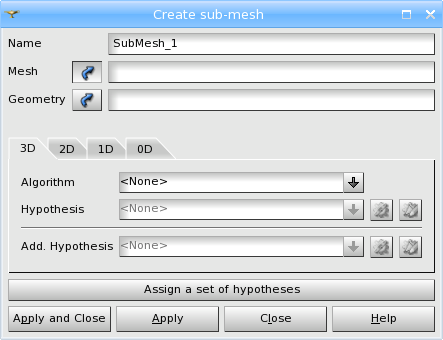 Create sub-mesh
Name SubMesh_1
Mesh
Geometry
3D 2D 1D 0D
Algorithm <None>
Hypothesis <None>
Add. Hypothesis <None>
Assign a set of hypotheses
Apply and Close Apply Close Help